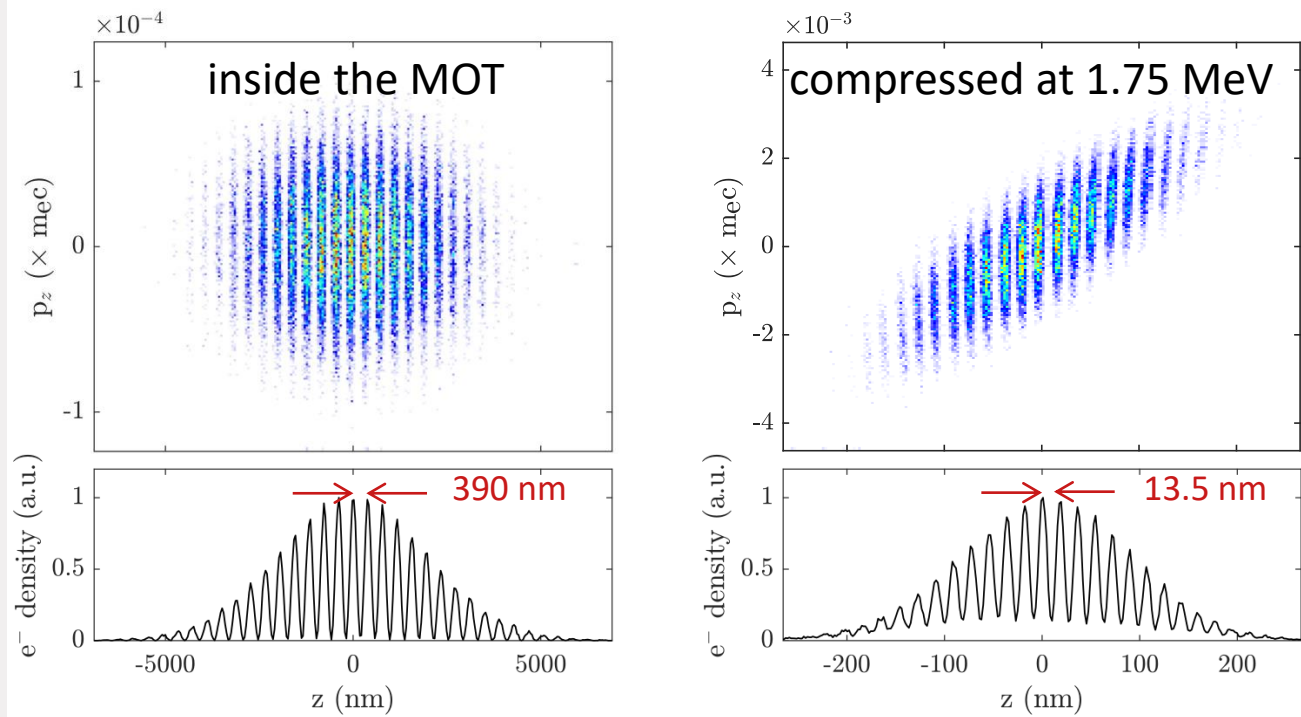 ×10⁻⁴
inside the MOT
1
0
-1
p_z (× m_ec)
1
0.5
0
e⁻ density (a.u.)
390 nm
-5000 0 5000
z (nm)
×10⁻³
compressed at 1.75 MeV
4
2
0
-2
-4
p_z (× m_ec)
1
0.5
0
e⁻ density (a.u.)
13.5 nm
-200 -100 0 100 200
z (nm)